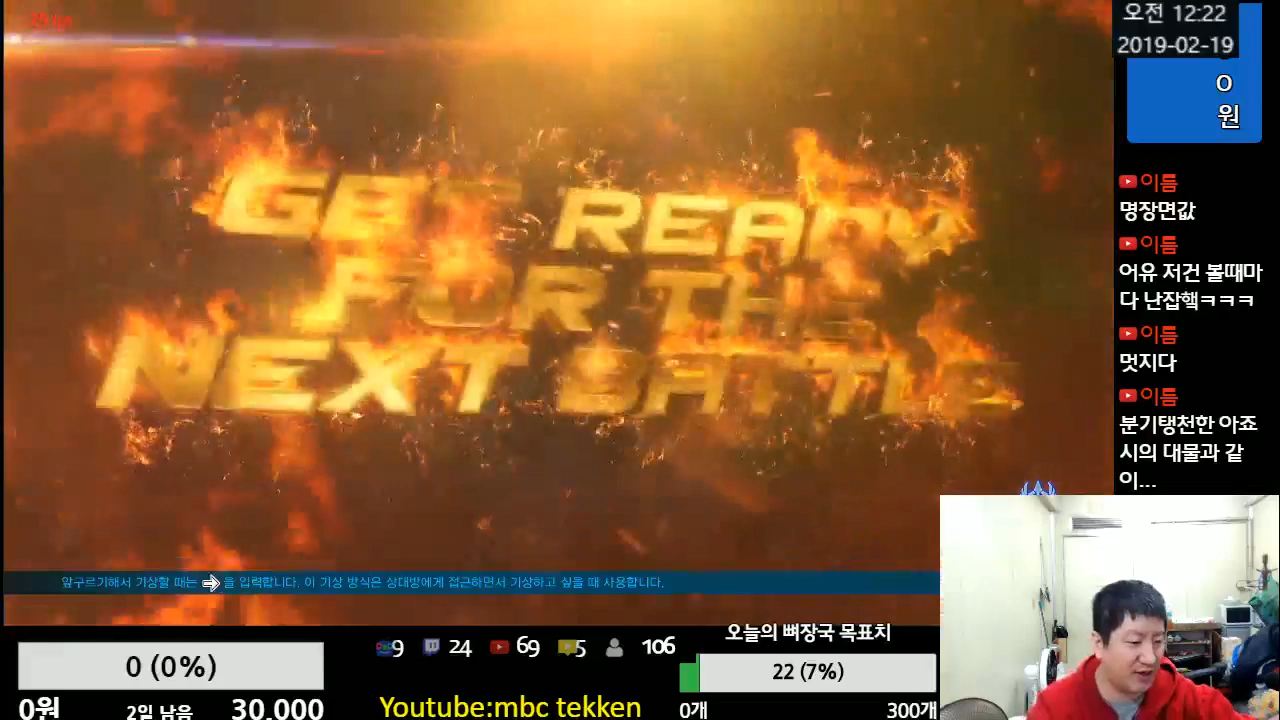 오전 12:22
2019-02-19
0
원
GET READY
FOR THE
NEXT BATTLE
이름
명장면값
이름
어유 저건 볼때마
다 난잡핵ㅋㅋㅋ
이름
멋지다
이름
분기탱천한 아죠
시의 대물과 같
이...
앞구르기해서 기상할 때는 을 입력합니다. 이 기상 방식은 상대방에게 접근하면서 기상하고 싶을 때 사용합니다.
0 (0%)
0원 2일 남음 30,000
9 24 69 5 106
Youtube:mbc tekken
오늘의 뼈장국 목표치
22 (7%)
0개 300개